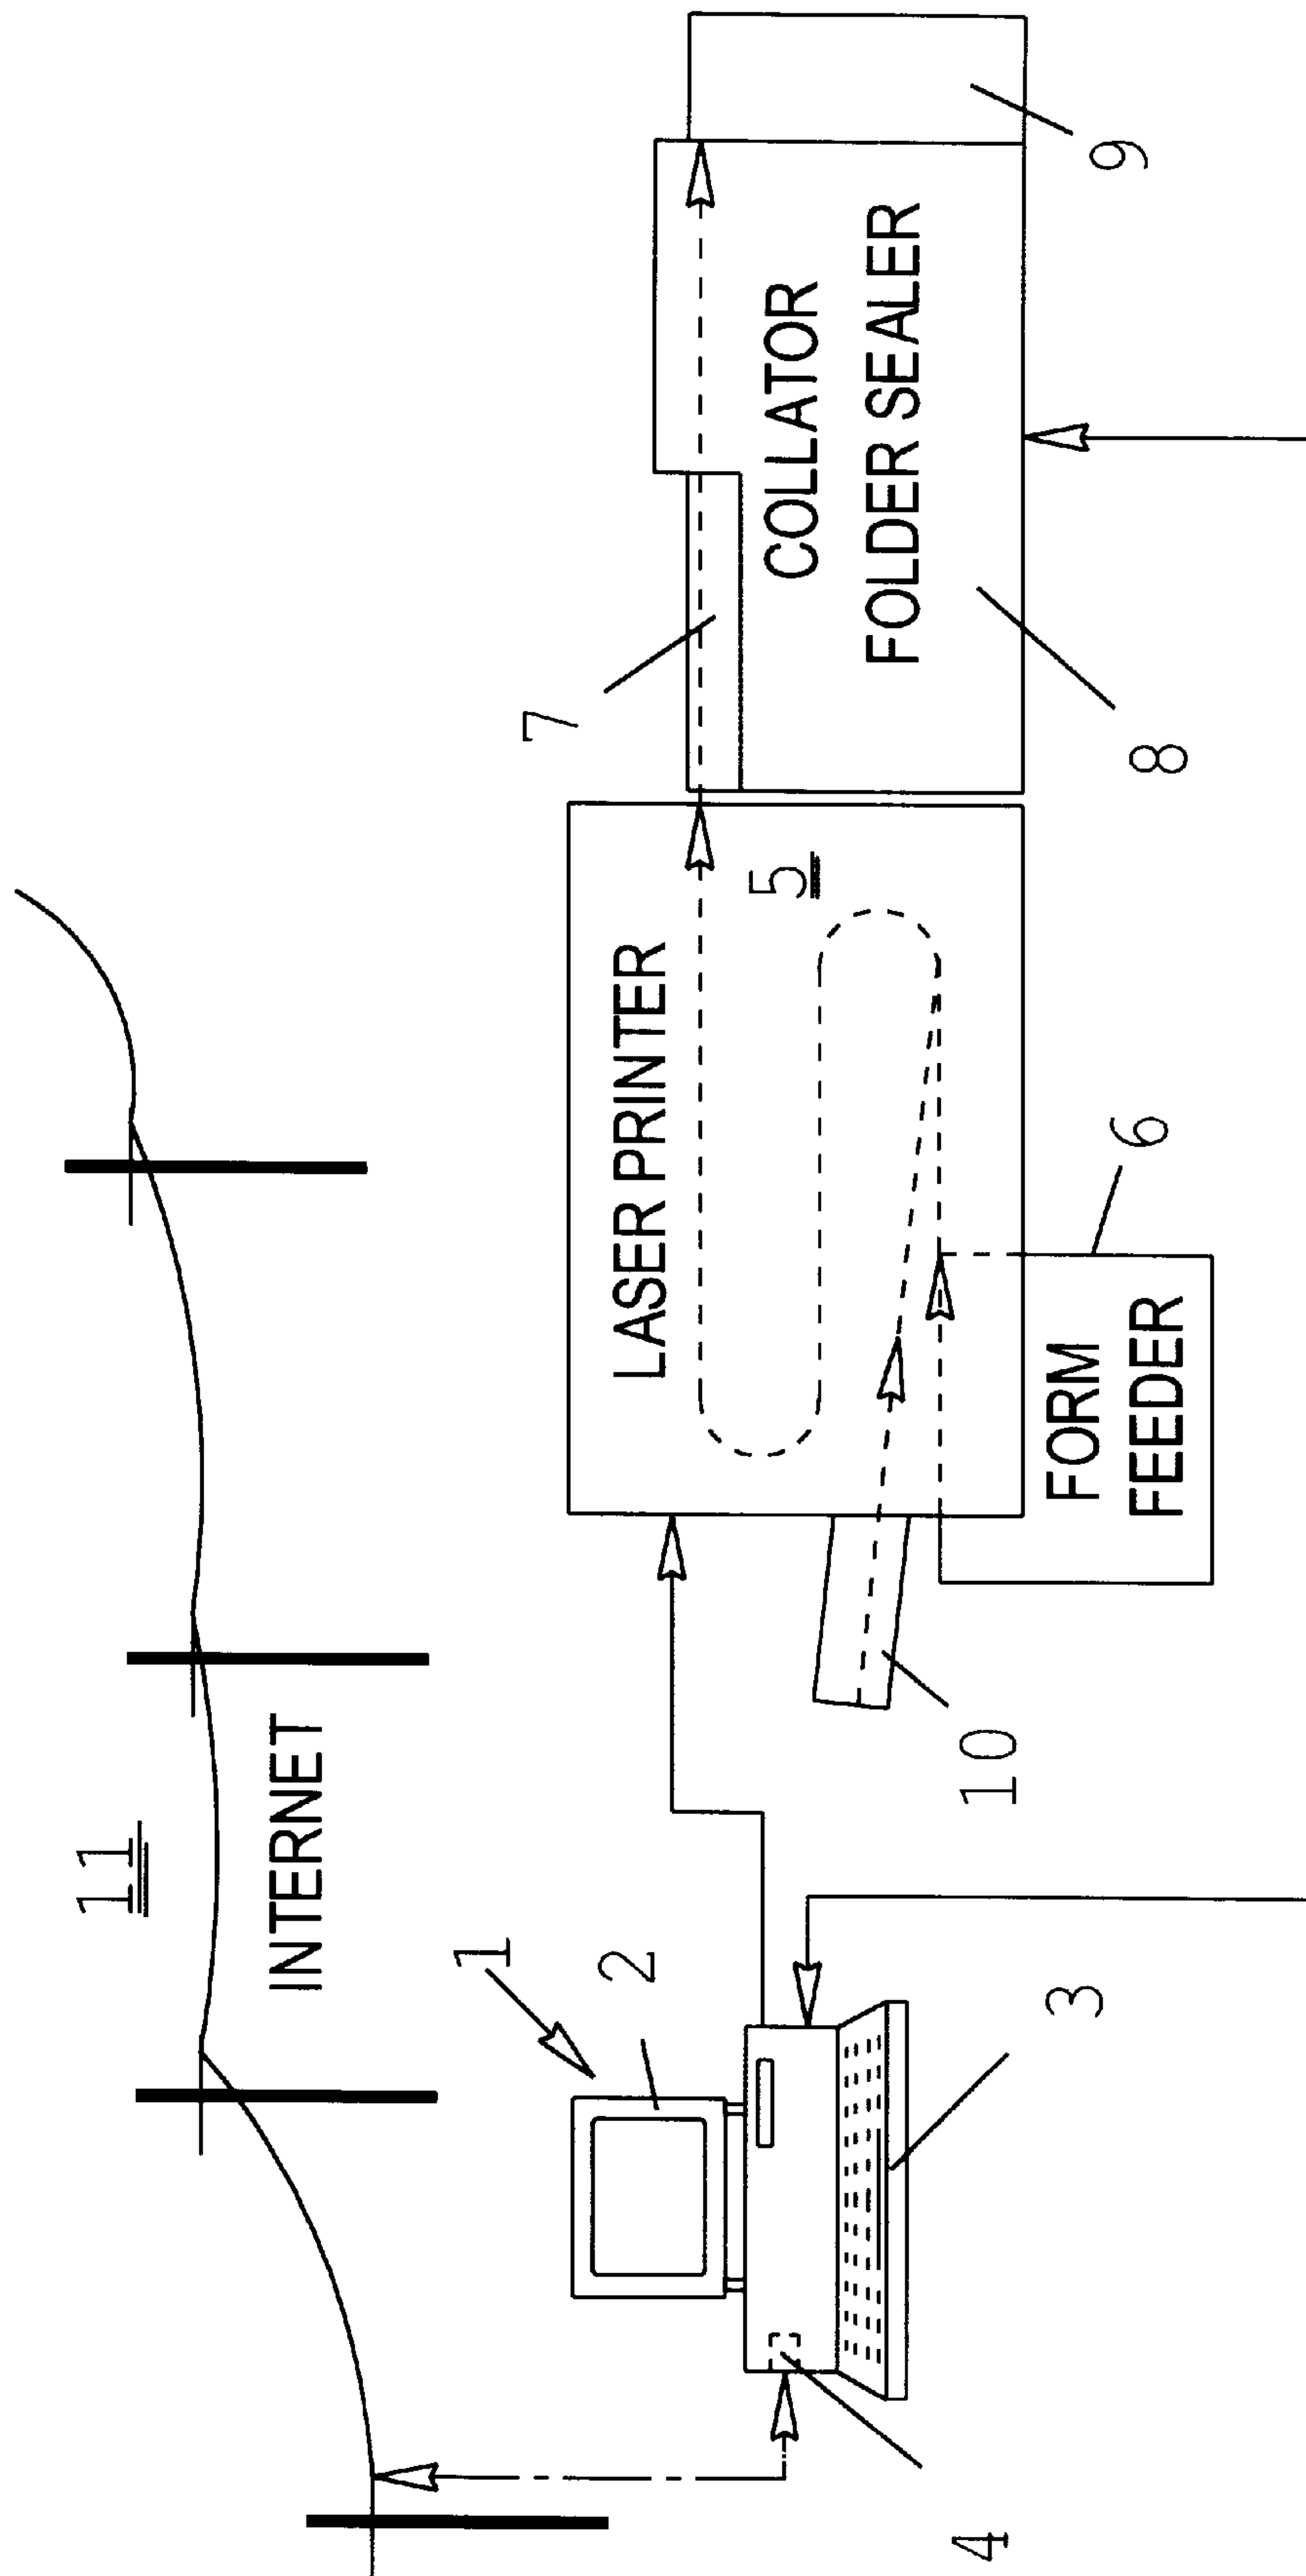 11
INTERNET
1
2
3
4
LASER PRINTER
5
10
FORM
FEEDER
6
7
COLLATOR
FOLDER SEALER
8
9